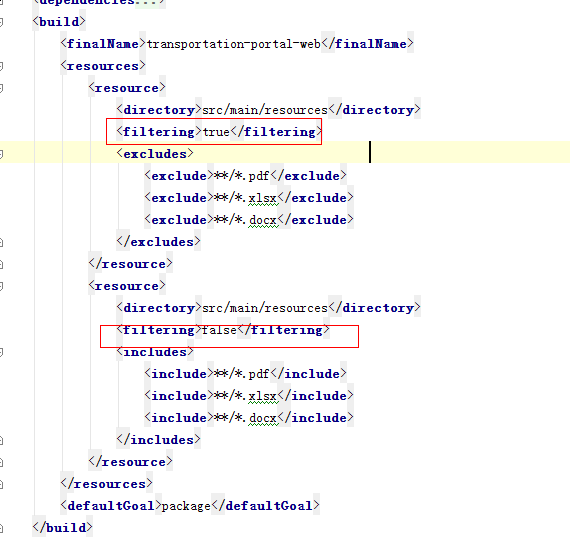 <dependencies...>
<build>
<finalName>transportation-portal-web</finalName>
<resources>
<resource>
<directory>src/main/resources</directory>
<filtering>true</filtering>
<excludes>
<exclude>**/*.pdf</exclude>
<exclude>**/*.xlsx</exclude>
<exclude>**/*.docx</exclude>
</excludes>
</resource>
<resource>
<directory>src/main/resources</directory>
<filtering>false</filtering>
<includes>
<include>**/*.pdf</include>
<include>**/*.xlsx</include>
<include>**/*.docx</include>
</includes>
</resource>
</resources>
<defaultGoal>package</defaultGoal>
</build>